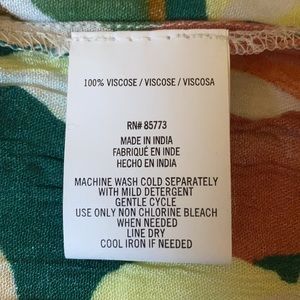 100% VISCOSE / VISCOSE / VISCOSA
RN# 85773
MADE IN INDIA
FABRIQUÉ EN INDE
HECHO EN INDIA
MACHINE WASH COLD SEPARATELY
WITH MILD DETERGENT
GENTLE CYCLE
USE ONLY NON CHLORINE BLEACH
WHEN NEEDED
LINE DRY
COOL IRON IF NEEDED